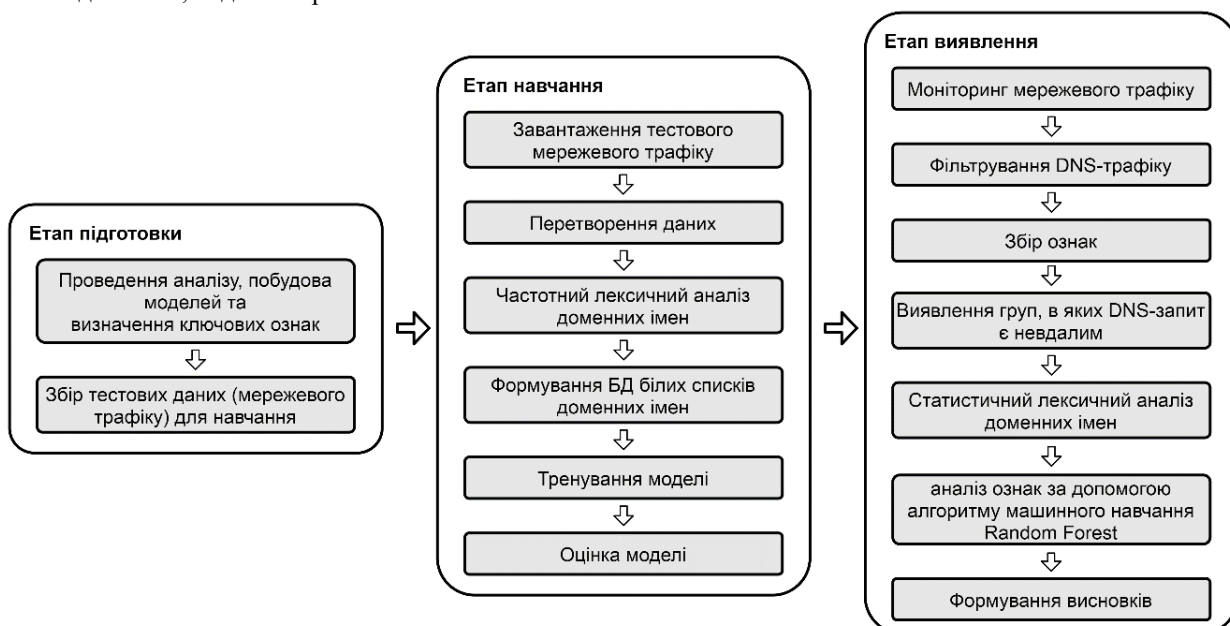 Етап підготовки
Проведення аналізу, побудова
моделей та
визначення ключових ознак
Збір тестових даних (мережевого
трафіку) для навчання
Етап навчання
Завантаження тестового
мережевого трафіку
Перетворення даних
Частотний лексичний аналіз
доменних імен
Формування БД білих списків
доменних імен
Тренування моделі
Оцінка моделі
Етап виявлення
Моніторинг мережевого трафіку
Фільтрування DNS-трафіку
Збір ознак
Виявлення груп, в яких DNS-запит
є невдалим
Статистичний лексичний аналіз
доменних імен
аналіз ознак за допомогою
алгоритму машинного навчання
Random Forest
Формування висновків